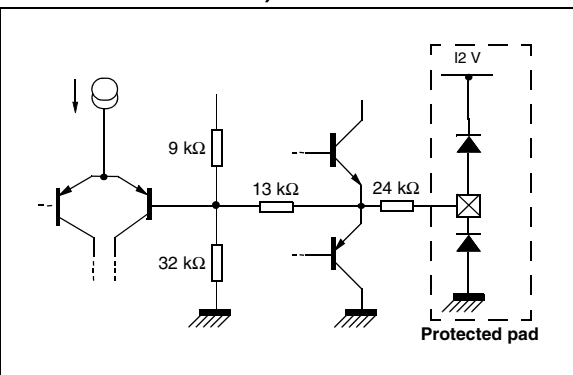 I2 V
9 kΩ
13 kΩ
24 kΩ
32 kΩ
Protected pad